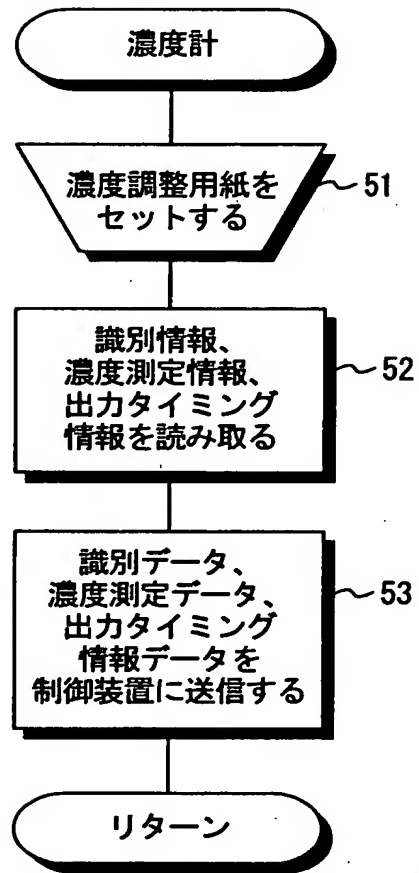 濃度計
濃度調整用紙を
セットする
51
識別情報、
濃度測定情報、
出力タイミング
情報を読み取る
52
識別データ、
濃度測定データ、
出力タイミング
情報データを
制御装置に送信する
53
リターン